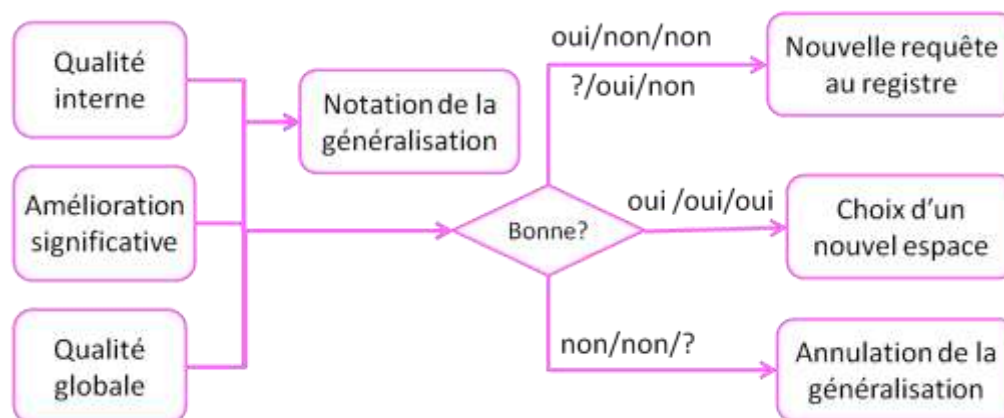 Qualité
interne
Amélioration
significative
Qualité
globale
Notation de la
généralisation
Bonne?
oui/non/non
?/oui/non
oui /oui/oui
non/non/?
Nouvelle requête
au registre
Choix d'un
nouvel espace
Annulation de la
généralisation